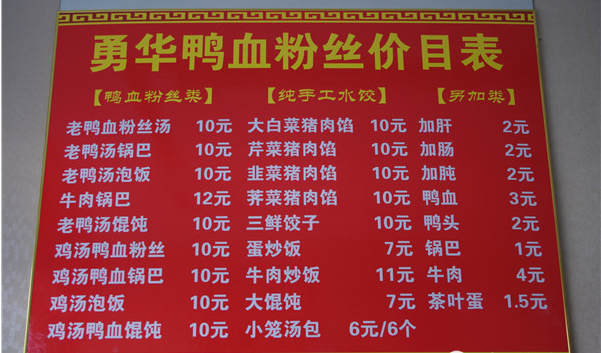 勇华鸭血粉丝价目表
【鸭血粉丝类】 【纯手工水饺】 【另加类】
老鸭血粉丝汤 10元 大白菜猪肉馅 10元 加肝 2元
老鸭汤锅巴 10元 芹菜猪肉馅 10元 加肠 2元
老鸭汤泡饭 10元 韭菜猪肉馅 10元 加肫 2元
牛肉锅巴 12元 荠菜猪肉馅 10元 鸭血 3元
老鸭汤馄饨 10元 三鲜饺子 10元 鸭头 2元
鸡汤鸭血粉丝 10元 蛋炒饭 7元 锅巴 1元
鸡汤鸭血锅巴 10元 牛肉炒饭 11元 牛肉 4元
鸡汤泡饭 10元 大馄饨 7元 茶叶蛋 1.5元
鸡汤鸭血馄饨 10元 小笼汤包 6元/6个